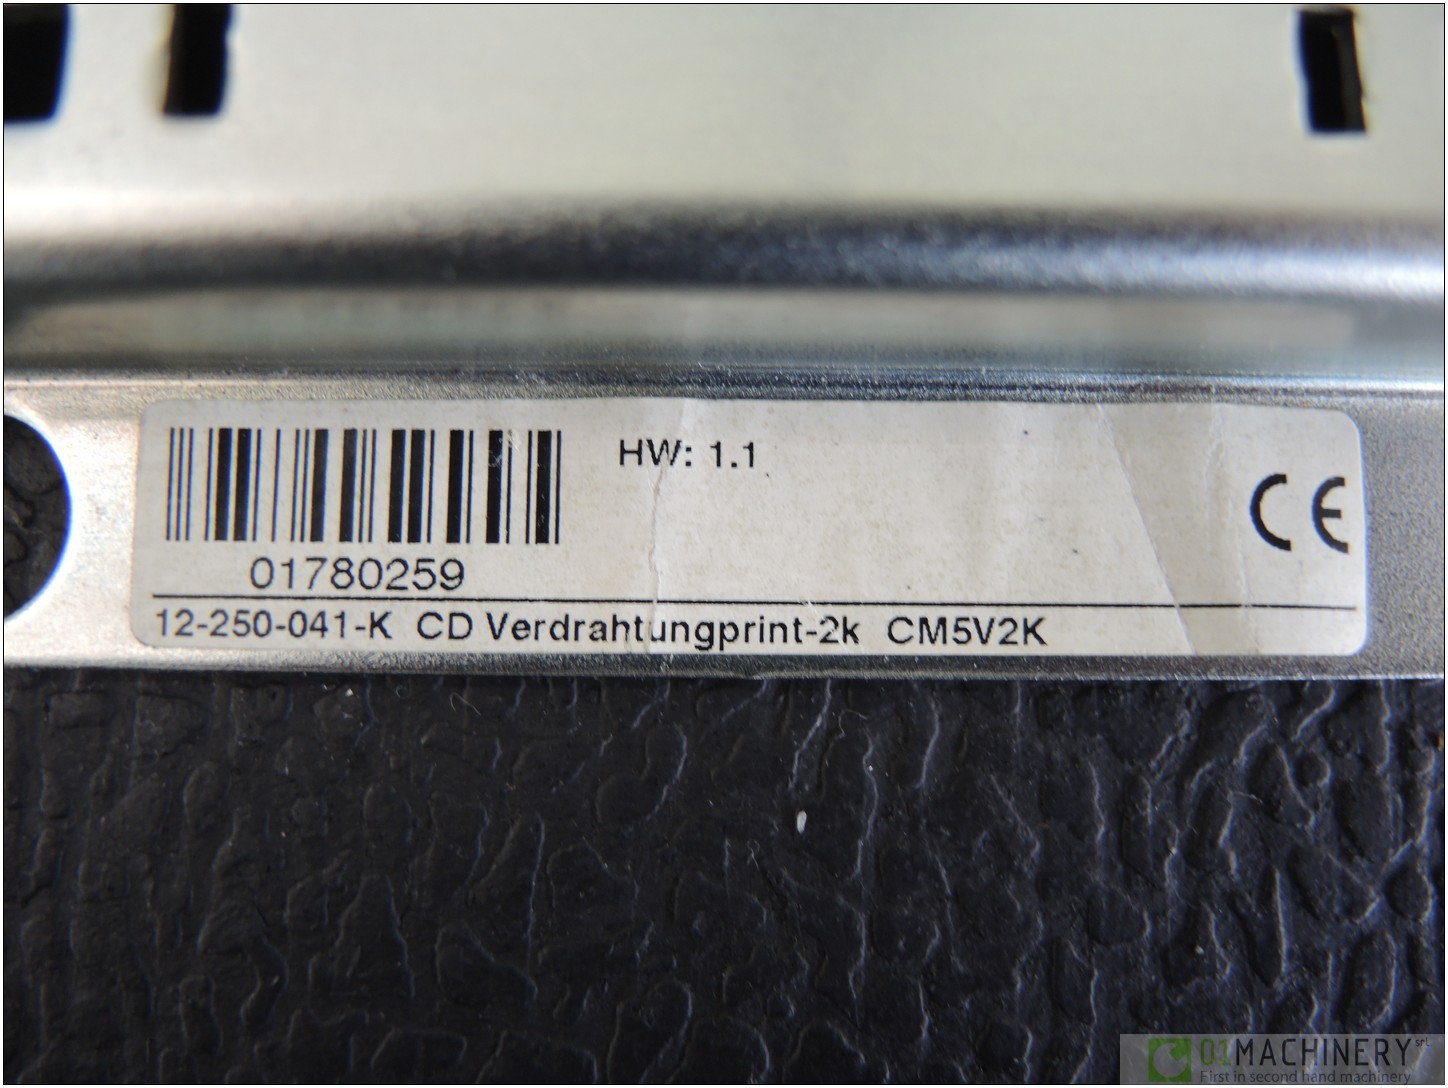 HW: 1.1
CE
01780259
12-250-041-K CD Verdrahtungprint-2k CM5V2K
01MACHINERY srl
First in second hand machinery